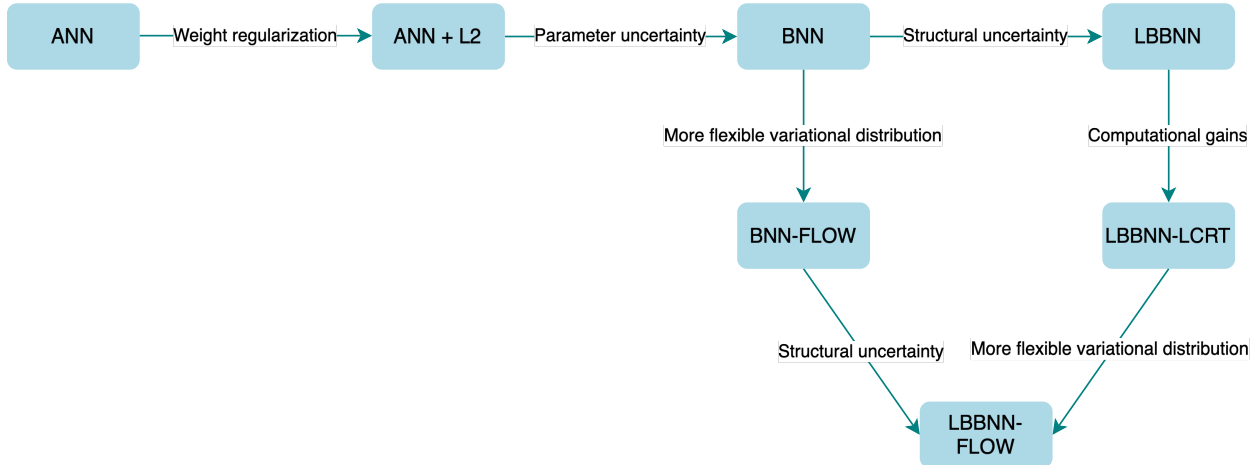 ANN
Weight regularization
ANN + L2
Parameter uncertainty
BNN
Structural uncertainty
LBBNN
More flexible variational distribution
Computational gains
BNN-FLOW
LBBNN-LCRT
Structural uncertainty
More flexible variational distribution
LBBNN-
FLOW